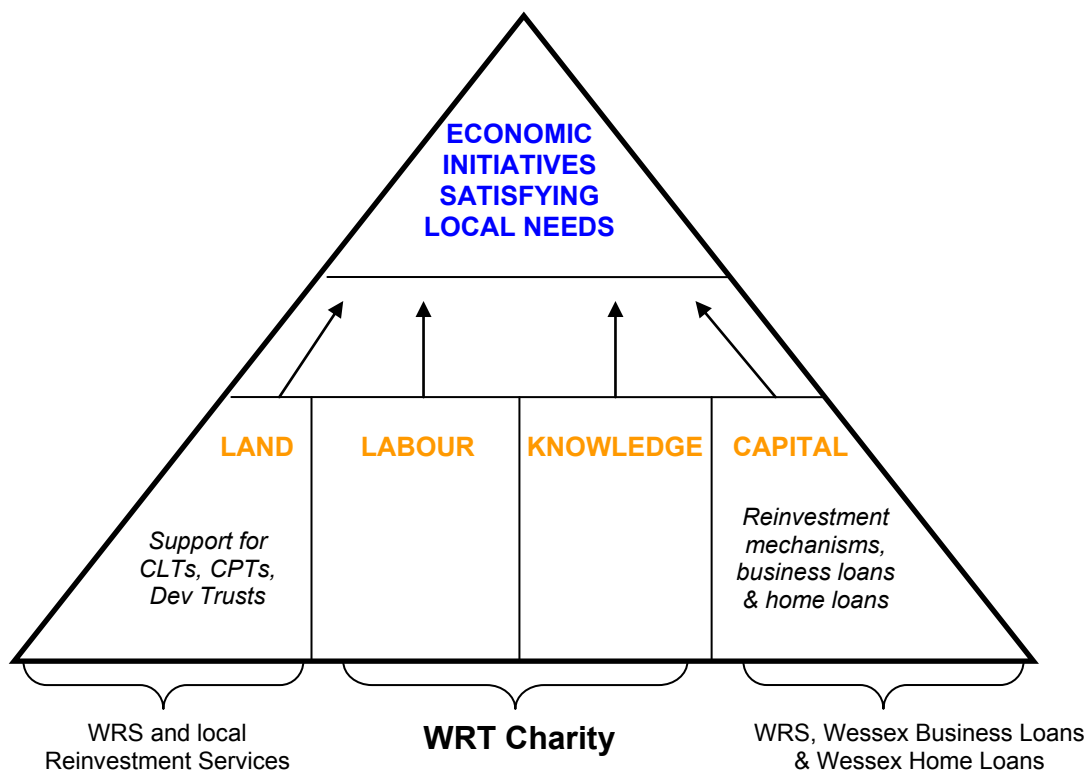 ECONOMIC
INITIATIVES
SATISFYING
LOCAL NEEDS
LAND
LABOUR
KNOWLEDGE
CAPITAL
Support for
CLTs, CPTs,
Dev Trusts
Reinvestment
mechanisms,
business loans
& home loans
WRS and local
Reinvestment Services
WRT Charity
WRS, Wessex Business Loans
& Wessex Home Loans